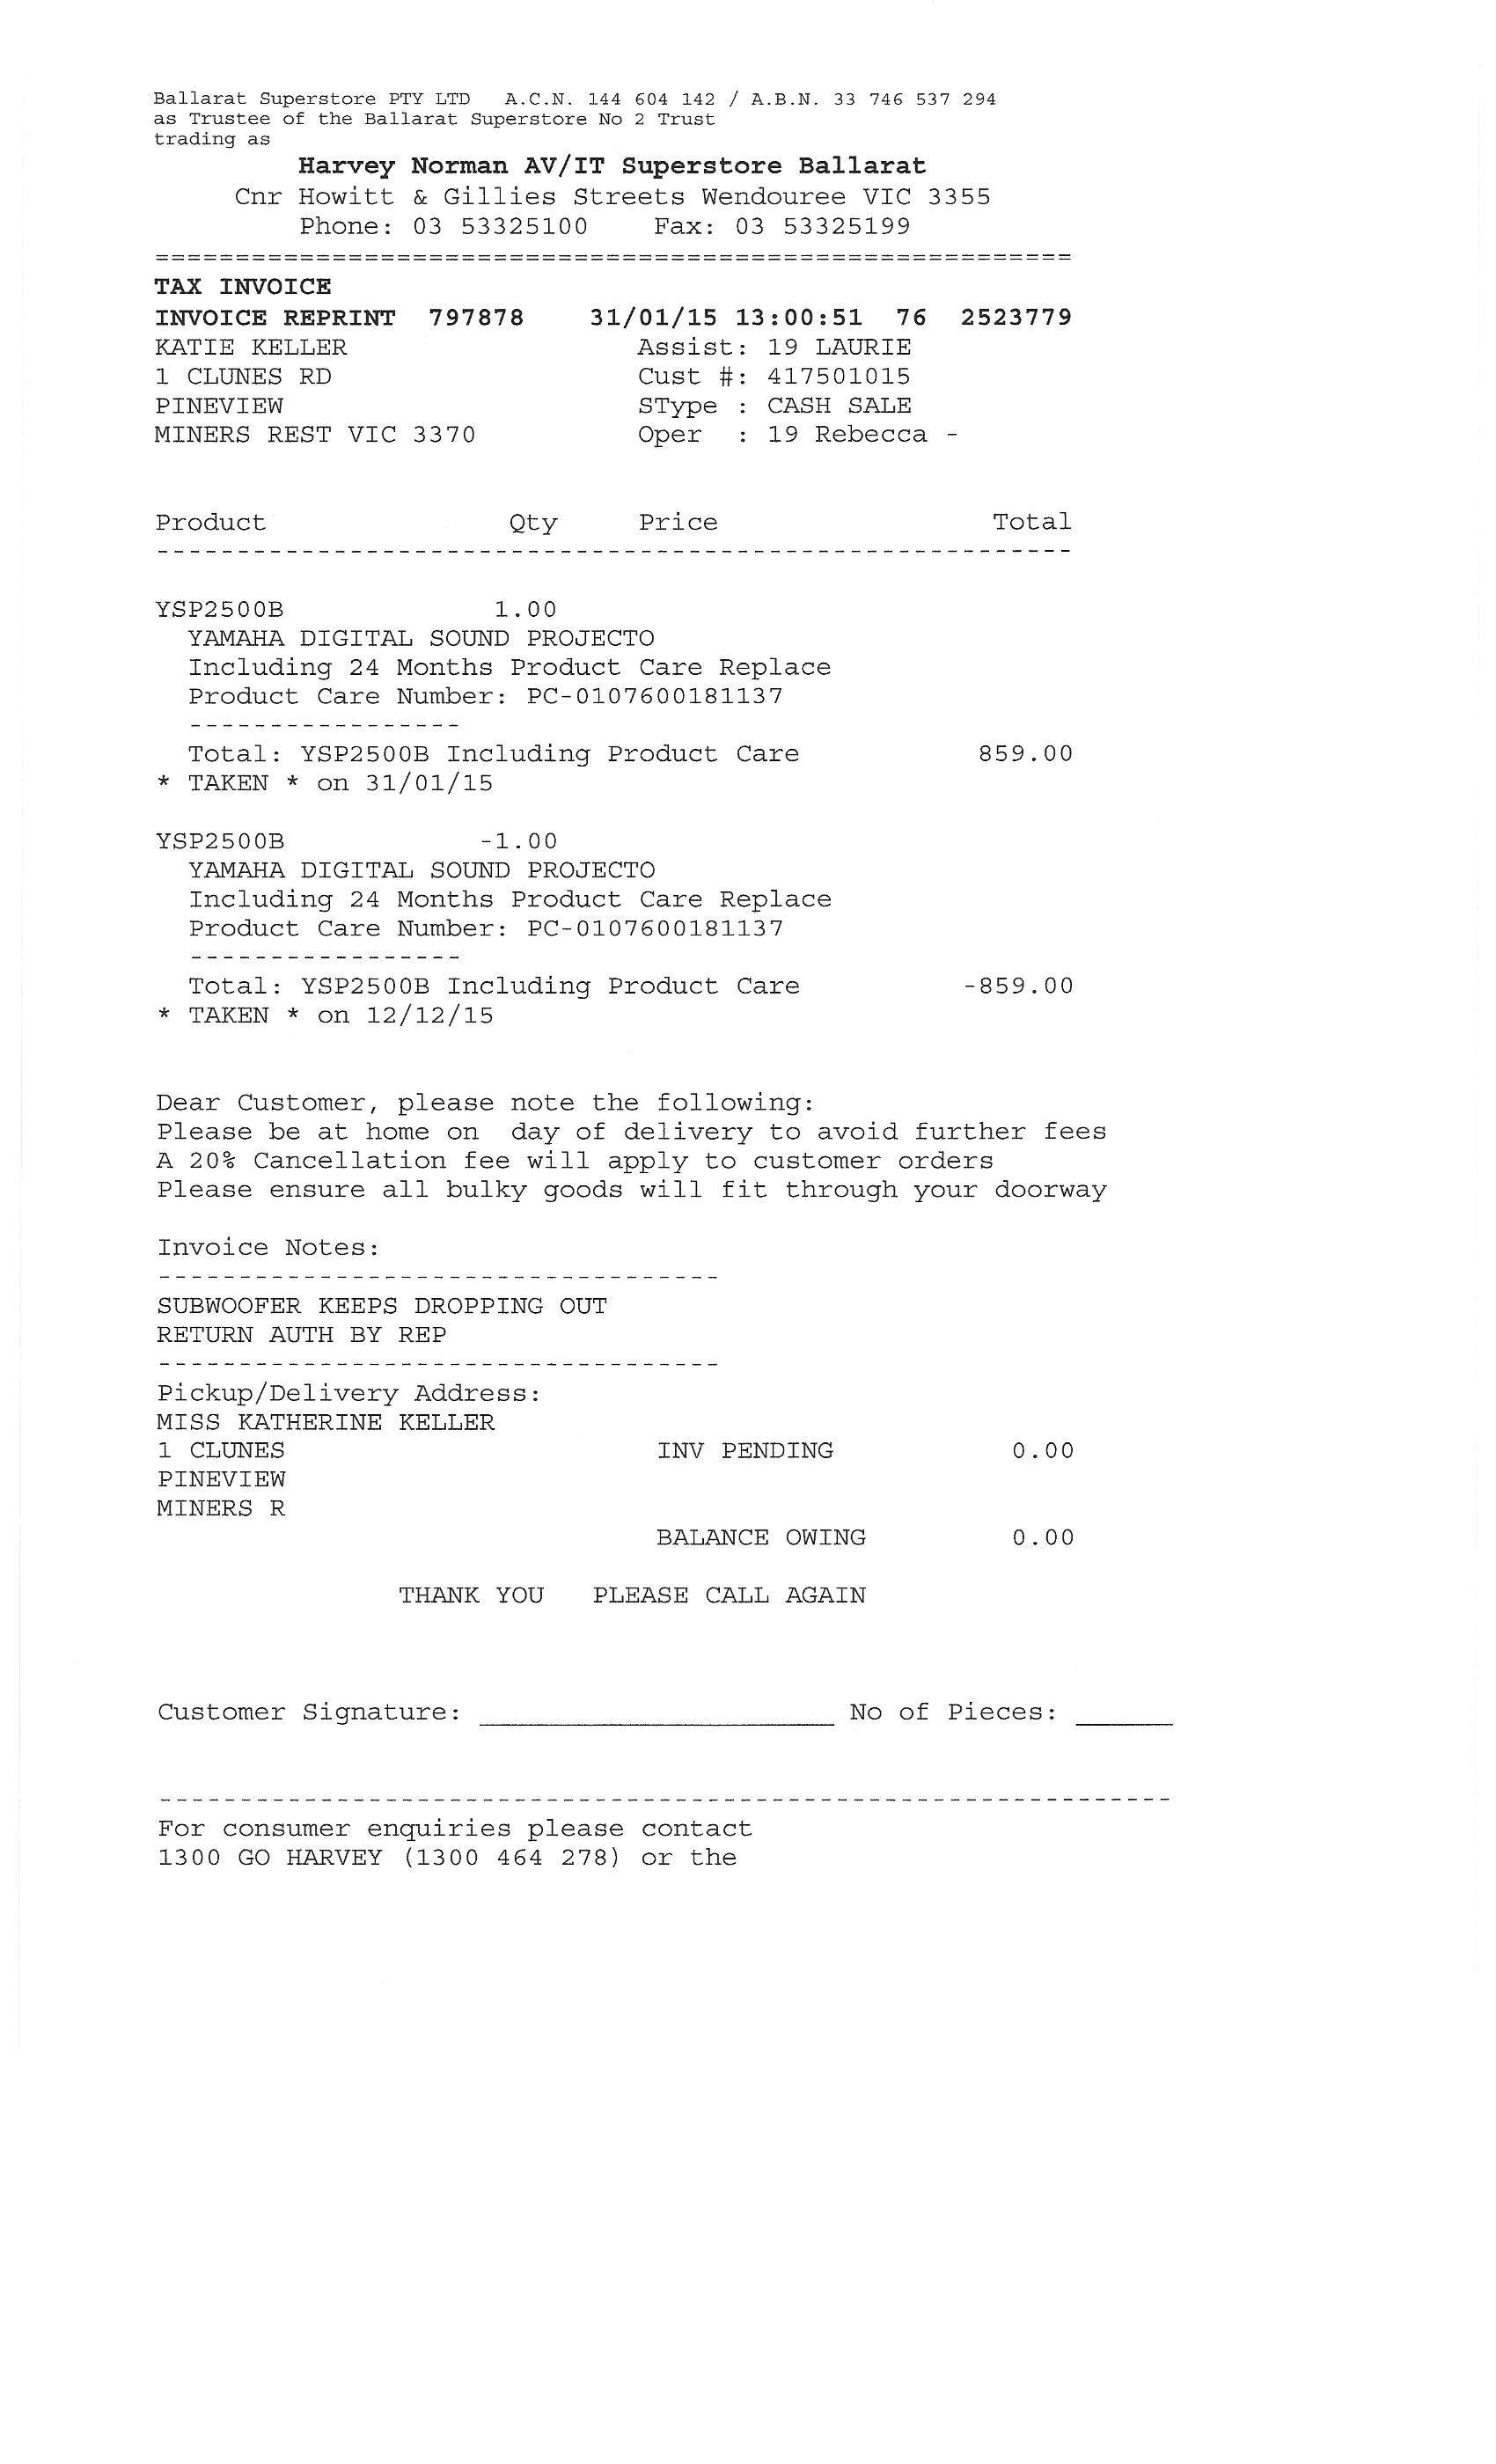 Ballarat Superstore PTY LTD   A.C.N. 144 604 142 / A.B.N. 33 746 537 294
as Trustee of the Ballarat Superstore No 2 Trust
trading as
Harvey Norman AV/IT Superstore Ballarat
Cnr Howitt & Gillies Streets Wendouree VIC 3355
Phone: 03 53325100    Fax: 03 53325199
=========================================================
TAX INVOICE
INVOICE REPRINT  797878    31/01/15 13:00:51  76  2523779
KATIE KELLER                  Assist: 19 LAURIE
1 CLUNES RD                   Cust #: 417501015
PINEVIEW                      SType : CASH SALE
MINERS REST VIC 3370          Oper  : 19 Rebecca -
Product               Qty     Price                 Total
---------------------------------------------------------
YSP2500B             1.00
YAMAHA DIGITAL SOUND PROJECTO
Including 24 Months Product Care Replace
Product Care Number: PC-0107600181137
-----------------
Total: YSP2500B Including Product Care           859.00
* TAKEN * on 31/01/15
YSP2500B            -1.00
YAMAHA DIGITAL SOUND PROJECTO
Including 24 Months Product Care Replace
Product Care Number: PC-0107600181137
-----------------
Total: YSP2500B Including Product Care          -859.00
* TAKEN * on 12/12/15
Dear Customer, please note the following:
Please be at home on  day of delivery to avoid further fees
A 20% Cancellation fee will apply to customer orders
Please ensure all bulky goods will fit through your doorway
Invoice Notes:
-----------------------------------
SUBWOOFER KEEPS DROPPING OUT
RETURN AUTH BY REP
-----------------------------------
Pickup/Delivery Address:
MISS KATHERINE KELLER
1 CLUNES                       INV PENDING           0.00
PINEVIEW
MINERS R
BALANCE OWING         0.00
THANK YOU   PLEASE CALL AGAIN
Customer Signature: ______________________ No of Pieces: ______
---------------------------------------------------------------
For consumer enquiries please contact
1300 GO HARVEY (1300 464 278) or the